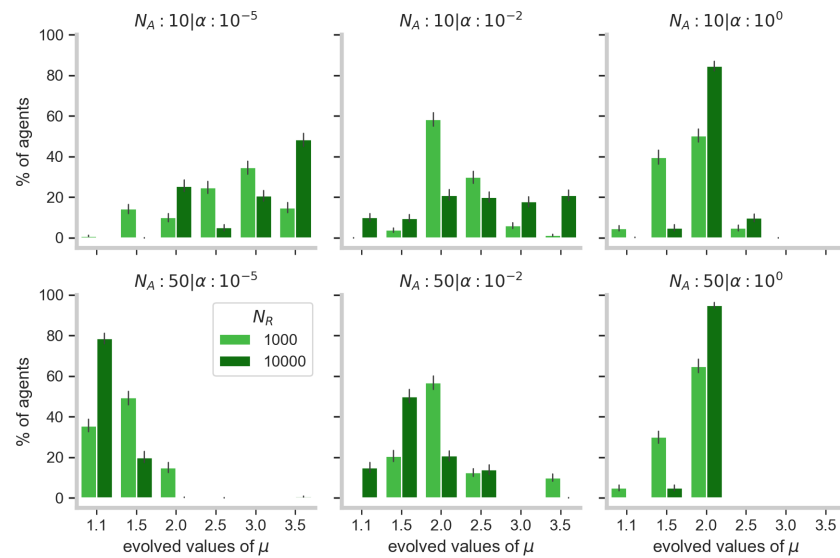 N_A : 10|α : 10^-5
N_A : 10|α : 10^-2
N_A : 10|α : 10^0
% of agents
100
80
60
40
20
0
N_A : 50|α : 10^-5
N_A : 50|α : 10^-2
N_A : 50|α : 10^0
% of agents
100
80
60
40
20
0
N_R
1000
10000
1.1 1.5 2.0 2.5 3.0 3.5
1.1 1.5 2.0 2.5 3.0 3.5
1.1 1.5 2.0 2.5 3.0 3.5
evolved values of μ
evolved values of μ
evolved values of μ